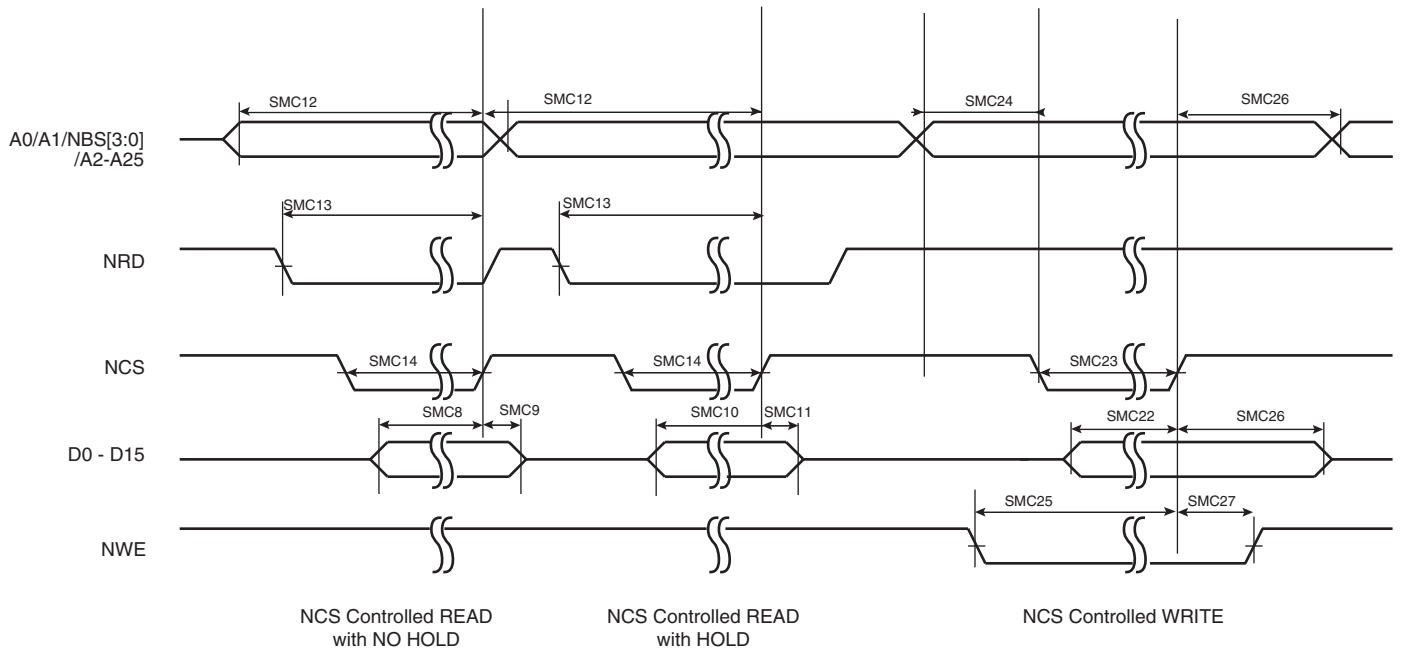 SMC12
SMC12
SMC24
SMC26
A0/A1/NBS[3:0]
/A2-A25
SMC13
SMC13
NRD
NCS
SMC14
SMC14
SMC23
SMC8
SMC9
SMC10
SMC11
SMC22
SMC26
D0 - D15
SMC25
SMC27
NWE
NCS Controlled READ
with NO HOLD
NCS Controlled READ
with HOLD
NCS Controlled WRITE